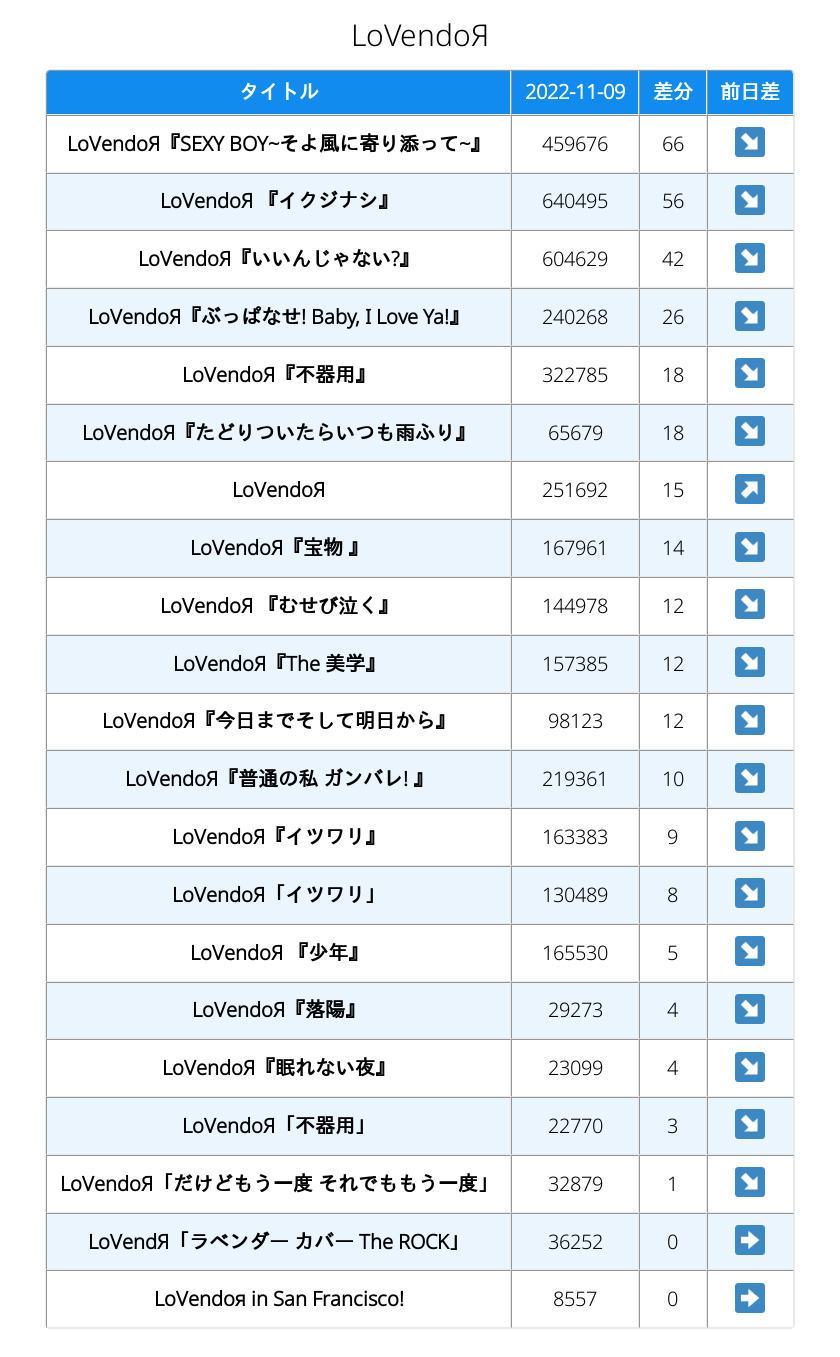 LoVendoЯ
タイトル 2022-11-09 差分 前日差
LoVendoЯ『SEXY BOY~そよ風に寄り添って~』 459676 66 ↘
LoVendoЯ 『イクジナシ』 640495 56 ↘
LoVendoЯ『いいんじゃない?』 604629 42 ↘
LoVendoЯ『ぶっぱなせ! Baby, I Love Ya!』 240268 26 ↘
LoVendoЯ『不器用』 322785 18 ↘
LoVendoЯ『たどりついたらいつも雨ふり』 65679 18 ↘
LoVendoЯ 251692 15 ↗
LoVendoЯ『宝物 』 167961 14 ↘
LoVendoЯ 『むせび泣く』 144978 12 ↘
LoVendoЯ『The 美学』 157385 12 ↘
LoVendoЯ『今日までそして明日から』 98123 12 ↘
LoVendoЯ『普通の私 ガンバレ! 』 219361 10 ↘
LoVendoЯ『イツワリ』 163383 9 ↘
LoVendoЯ「イツワリ」 130489 8 ↘
LoVendoЯ 『少年』 165530 5 ↘
LoVendoЯ『落陽』 29273 4 ↘
LoVendoЯ『眠れない夜』 23099 4 ↘
LoVendoЯ「不器用」 22770 3 ↘
LoVendoЯ「だけどもう一度 それでももう一度」 32879 1 ↘
LoVendЯ「ラベンダー カバー The ROCK」 36252 0 ➡
LoVendoя in San Francisco! 8557 0 ➡